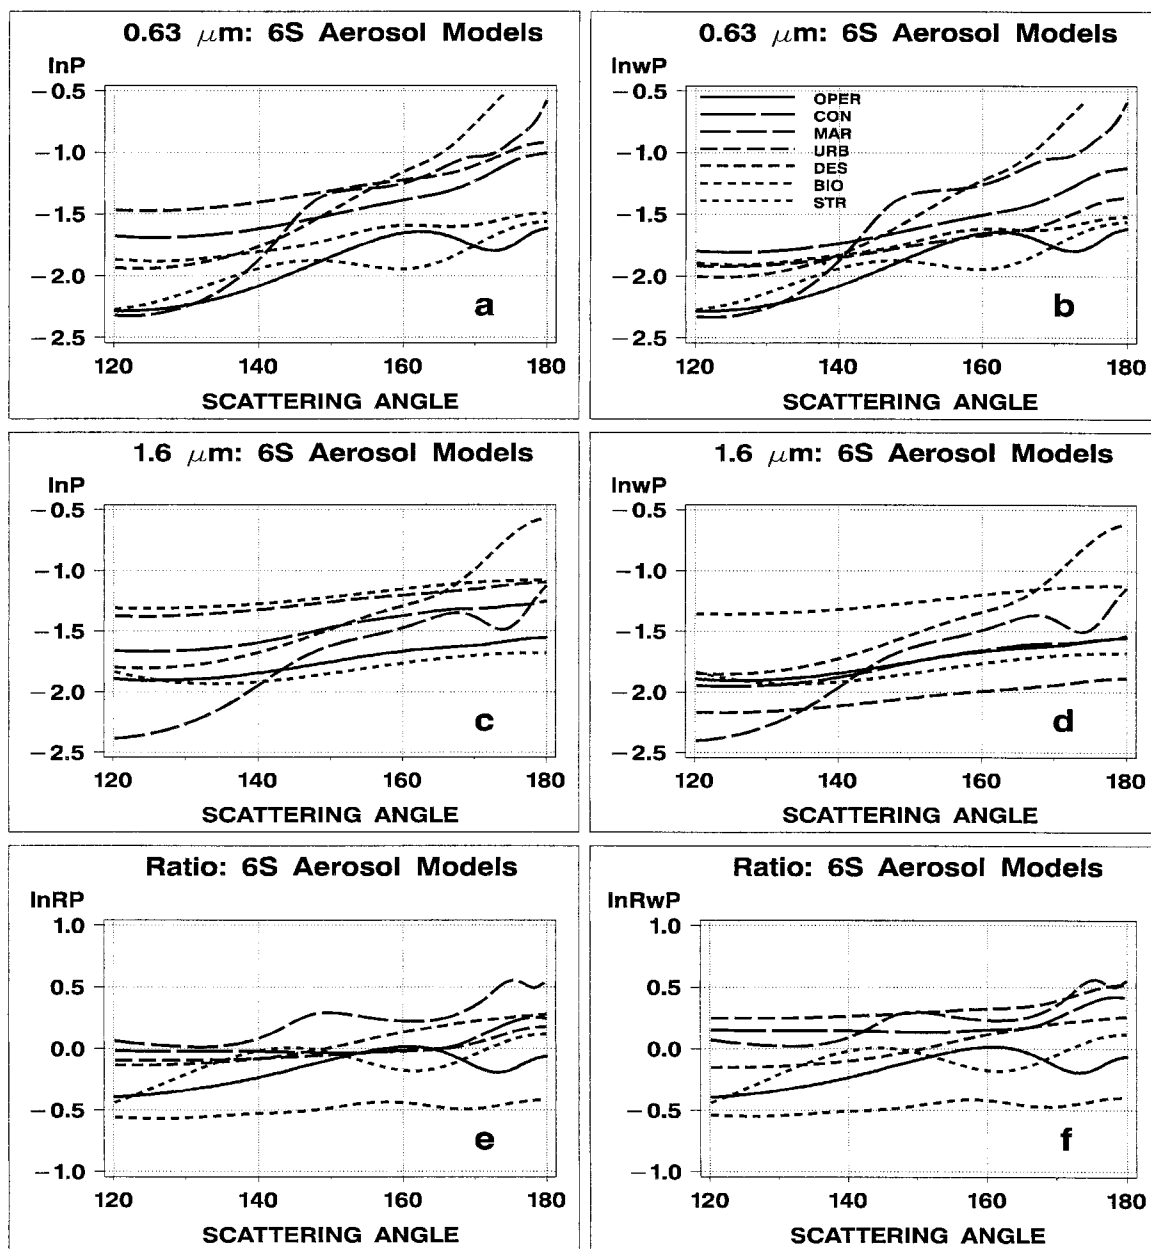 0.63 μm: 6S Aerosol Models
lnP
−0.5
−1.0
−1.5
−2.0
−2.5
a
120 140 160 180
SCATTERING ANGLE
0.63 μm: 6S Aerosol Models
lnwP
−0.5
−1.0
−1.5
−2.0
−2.5
OPER
CON
MAR
URB
DES
BIO
STR
b
120 140 160 180
SCATTERING ANGLE
1.6 μm: 6S Aerosol Models
lnP
−0.5
−1.0
−1.5
−2.0
−2.5
c
120 140 160 180
SCATTERING ANGLE
1.6 μm: 6S Aerosol Models
lnwP
−0.5
−1.0
−1.5
−2.0
−2.5
d
120 140 160 180
SCATTERING ANGLE
Ratio: 6S Aerosol Models
lnRP
1.0
0.5
0.0
−0.5
−1.0
e
120 140 160 180
SCATTERING ANGLE
Ratio: 6S Aerosol Models
lnRwP
1.0
0.5
0.0
−0.5
−1.0
f
120 140 160 180
SCATTERING ANGLE